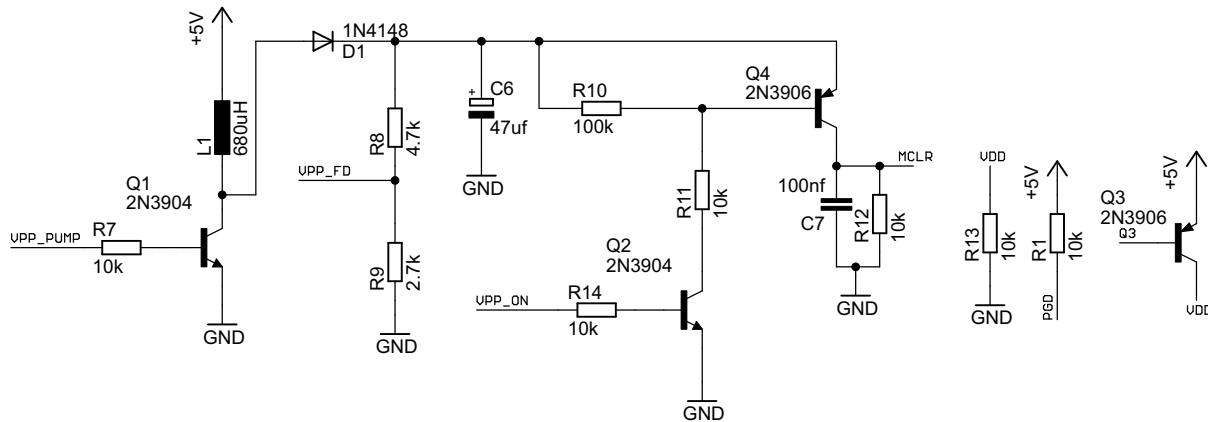 +5V
L1
680uH
Q1
2N3904
VPP_PUMP
R7
10k
GND
1N4148
D1
R8
4.7k
VPP_FD
R9
2.7k
GND
+
C6
47uf
GND
R10
100k
R11
10k
Q2
2N3904
VPP_ON
R14
10k
GND
Q4
2N3906
MCLR
100nf
C7
R12
10k
GND
VDD
R13
10k
GND
+5V
R1
10k
PGD
+5V
Q3
2N3906
Q3
VDD